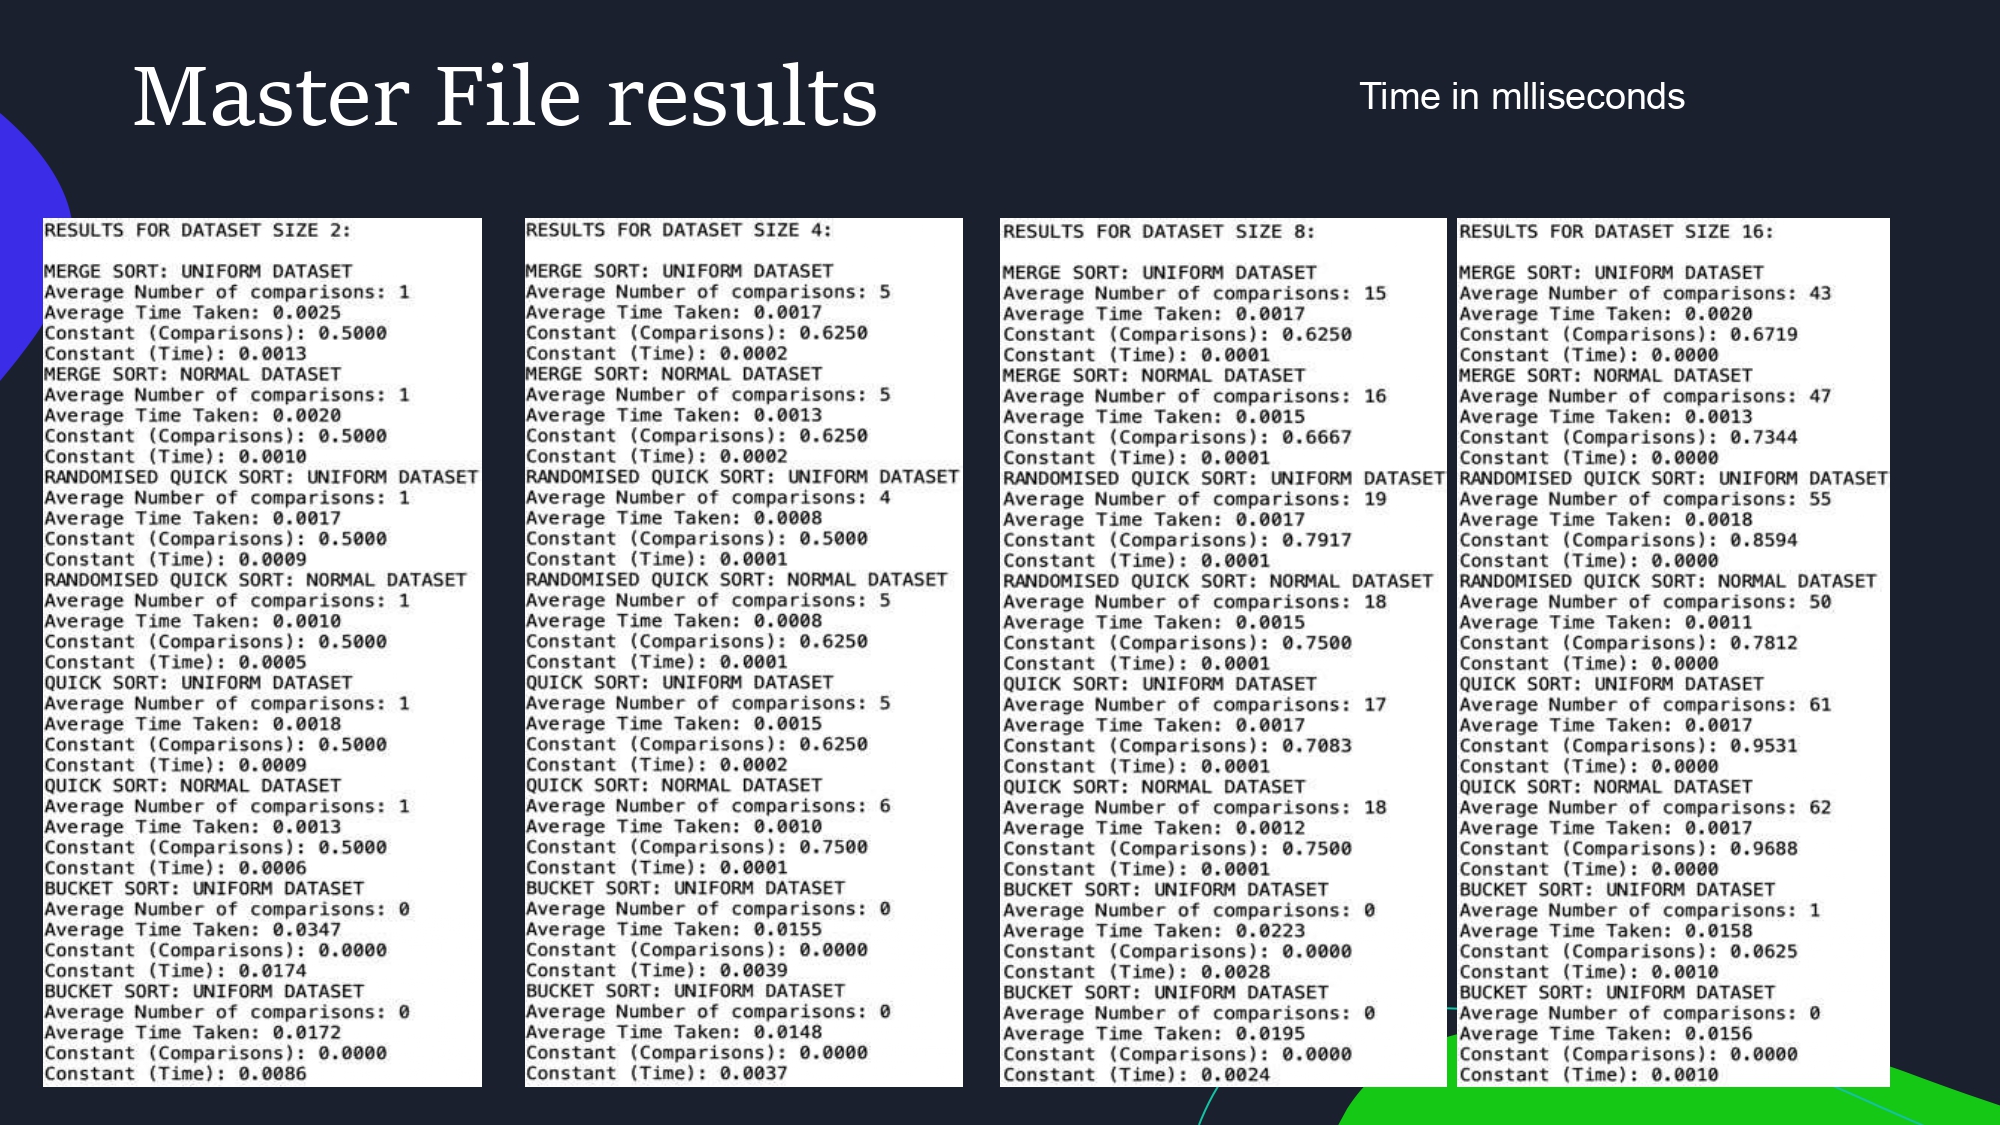 Master File results
Time in mlliseconds
RESULTS FOR DATASET SIZE 2:
MERGE SORT: UNIFORM DATASET
Average Number of comparisons: 1
Average Time Taken: 0.0025
Constant (Comparisons): 0.5000
Constant (Time): 0.0013
MERGE SORT: NORMAL DATASET
Average Number of comparisons: 1
Average Time Taken: 0.0020
Constant (Comparisons): 0.5000
Constant (Time): 0.0010
RANDOMISED QUICK SORT: UNIFORM DATASET
Average Number of comparisons: 1
Average Time Taken: 0.0017
Constant (Comparisons): 0.5000
Constant (Time): 0.0009
RANDOMISED QUICK SORT: NORMAL DATASET
Average Number of comparisons: 1
Average Time Taken: 0.0010
Constant (Comparisons): 0.5000
Constant (Time): 0.0005
QUICK SORT: UNIFORM DATASET
Average Number of comparisons: 1
Average Time Taken: 0.0018
Constant (Comparisons): 0.5000
Constant (Time): 0.0009
QUICK SORT: NORMAL DATASET
Average Number of comparisons: 1
Average Time Taken: 0.0013
Constant (Comparisons): 0.5000
Constant (Time): 0.0006
BUCKET SORT: UNIFORM DATASET
Average Number of comparisons: 0
Average Time Taken: 0.0347
Constant (Comparisons): 0.0000
Constant (Time): 0.0174
BUCKET SORT: UNIFORM DATASET
Average Number of comparisons: 0
Average Time Taken: 0.0172
Constant (Comparisons): 0.0000
Constant (Time): 0.0086
RESULTS FOR DATASET SIZE 4:
MERGE SORT: UNIFORM DATASET
Average Number of comparisons: 5
Average Time Taken: 0.0017
Constant (Comparisons): 0.6250
Constant (Time): 0.0002
MERGE SORT: NORMAL DATASET
Average Number of comparisons: 5
Average Time Taken: 0.0013
Constant (Comparisons): 0.6250
Constant (Time): 0.0002
RANDOMISED QUICK SORT: UNIFORM DATASET
Average Number of comparisons: 4
Average Time Taken: 0.0008
Constant (Comparisons): 0.5000
Constant (Time): 0.0001
RANDOMISED QUICK SORT: NORMAL DATASET
Average Number of comparisons: 5
Average Time Taken: 0.0008
Constant (Comparisons): 0.6250
Constant (Time): 0.0001
QUICK SORT: UNIFORM DATASET
Average Number of comparisons: 5
Average Time Taken: 0.0015
Constant (Comparisons): 0.6250
Constant (Time): 0.0002
QUICK SORT: NORMAL DATASET
Average Number of comparisons: 6
Average Time Taken: 0.0010
Constant (Comparisons): 0.7500
Constant (Time): 0.0001
BUCKET SORT: UNIFORM DATASET
Average Number of comparisons: 0
Average Time Taken: 0.0155
Constant (Comparisons): 0.0000
Constant (Time): 0.0039
BUCKET SORT: UNIFORM DATASET
Average Number of comparisons: 0
Average Time Taken: 0.0148
Constant (Comparisons): 0.0000
Constant (Time): 0.0037
RESULTS FOR DATASET SIZE 8:
MERGE SORT: UNIFORM DATASET
Average Number of comparisons: 15
Average Time Taken: 0.0017
Constant (Comparisons): 0.6250
Constant (Time): 0.0001
MERGE SORT: NORMAL DATASET
Average Number of comparisons: 16
Average Time Taken: 0.0015
Constant (Comparisons): 0.6667
Constant (Time): 0.0001
RANDOMISED QUICK SORT: UNIFORM DATASET
Average Number of comparisons: 19
Average Time Taken: 0.0017
Constant (Comparisons): 0.7917
Constant (Time): 0.0001
RANDOMISED QUICK SORT: NORMAL DATASET
Average Number of comparisons: 18
Average Time Taken: 0.0015
Constant (Comparisons): 0.7500
Constant (Time): 0.0001
QUICK SORT: UNIFORM DATASET
Average Number of comparisons: 17
Average Time Taken: 0.0017
Constant (Comparisons): 0.7083
Constant (Time): 0.0001
QUICK SORT: NORMAL DATASET
Average Number of comparisons: 18
Average Time Taken: 0.0012
Constant (Comparisons): 0.7500
Constant (Time): 0.0001
BUCKET SORT: UNIFORM DATASET
Average Number of comparisons: 0
Average Time Taken: 0.0223
Constant (Comparisons): 0.0000
Constant (Time): 0.0028
BUCKET SORT: UNIFORM DATASET
Average Number of comparisons: 0
Average Time Taken: 0.0195
Constant (Comparisons): 0.0000
Constant (Time): 0.0024
RESULTS FOR DATASET SIZE 16:
MERGE SORT: UNIFORM DATASET
Average Number of comparisons: 43
Average Time Taken: 0.0020
Constant (Comparisons): 0.6719
Constant (Time): 0.0000
MERGE SORT: NORMAL DATASET
Average Number of comparisons: 47
Average Time Taken: 0.0013
Constant (Comparisons): 0.7344
Constant (Time): 0.0000
RANDOMISED QUICK SORT: UNIFORM DATASET
Average Number of comparisons: 55
Average Time Taken: 0.0018
Constant (Comparisons): 0.8594
Constant (Time): 0.0000
RANDOMISED QUICK SORT: NORMAL DATASET
Average Number of comparisons: 50
Average Time Taken: 0.0011
Constant (Comparisons): 0.7812
Constant (Time): 0.0000
QUICK SORT: UNIFORM DATASET
Average Number of comparisons: 61
Average Time Taken: 0.0017
Constant (Comparisons): 0.9531
Constant (Time): 0.0000
QUICK SORT: NORMAL DATASET
Average Number of comparisons: 62
Average Time Taken: 0.0017
Constant (Comparisons): 0.9688
Constant (Time): 0.0000
BUCKET SORT: UNIFORM DATASET
Average Number of comparisons: 1
Average Time Taken: 0.0158
Constant (Comparisons): 0.0625
Constant (Time): 0.0010
BUCKET SORT: UNIFORM DATASET
Average Number of comparisons: 0
Average Time Taken: 0.0156
Constant (Comparisons): 0.0000
Constant (Time): 0.0010